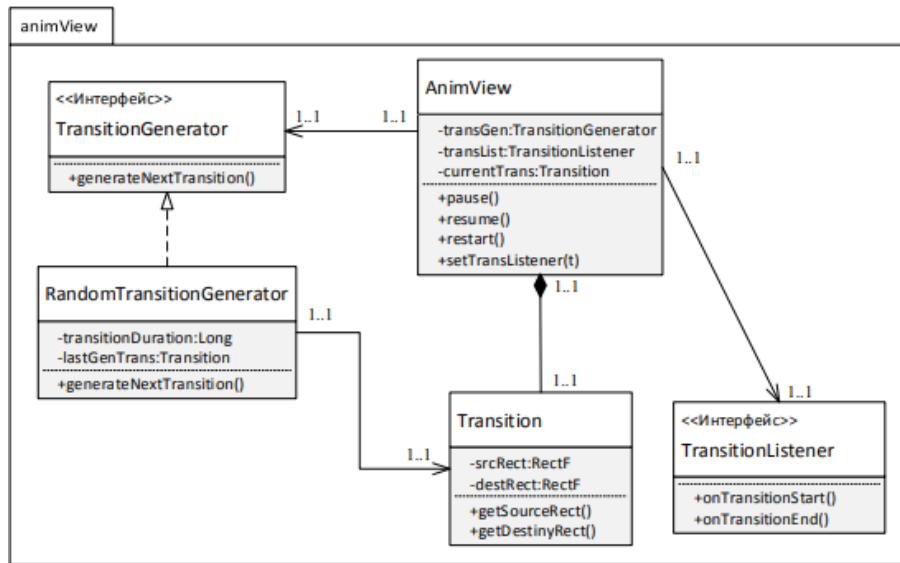 animView
<<Интерфейс>>
TransitionGenerator
+generateNextTransition()
1..1
1..1
AnimView
-transGen:TransitionGenerator
-transList:TransitionListener
-currentTrans:Transition
+pause()
+resume()
+restart()
+setTransListener(t)
1..1
1..1
RandomTransitionGenerator
-transitionDuration:Long
-lastGenTrans:Transition
+generateNextTransition()
1..1
1..1
1..1
Transition
-srcRect:RectF
-destRect:RectF
+getSourceRect()
+getDestinyRect()
1..1
<<Интерфейс>>
TransitionListener
+onTransitionStart()
+onTransitionEnd()